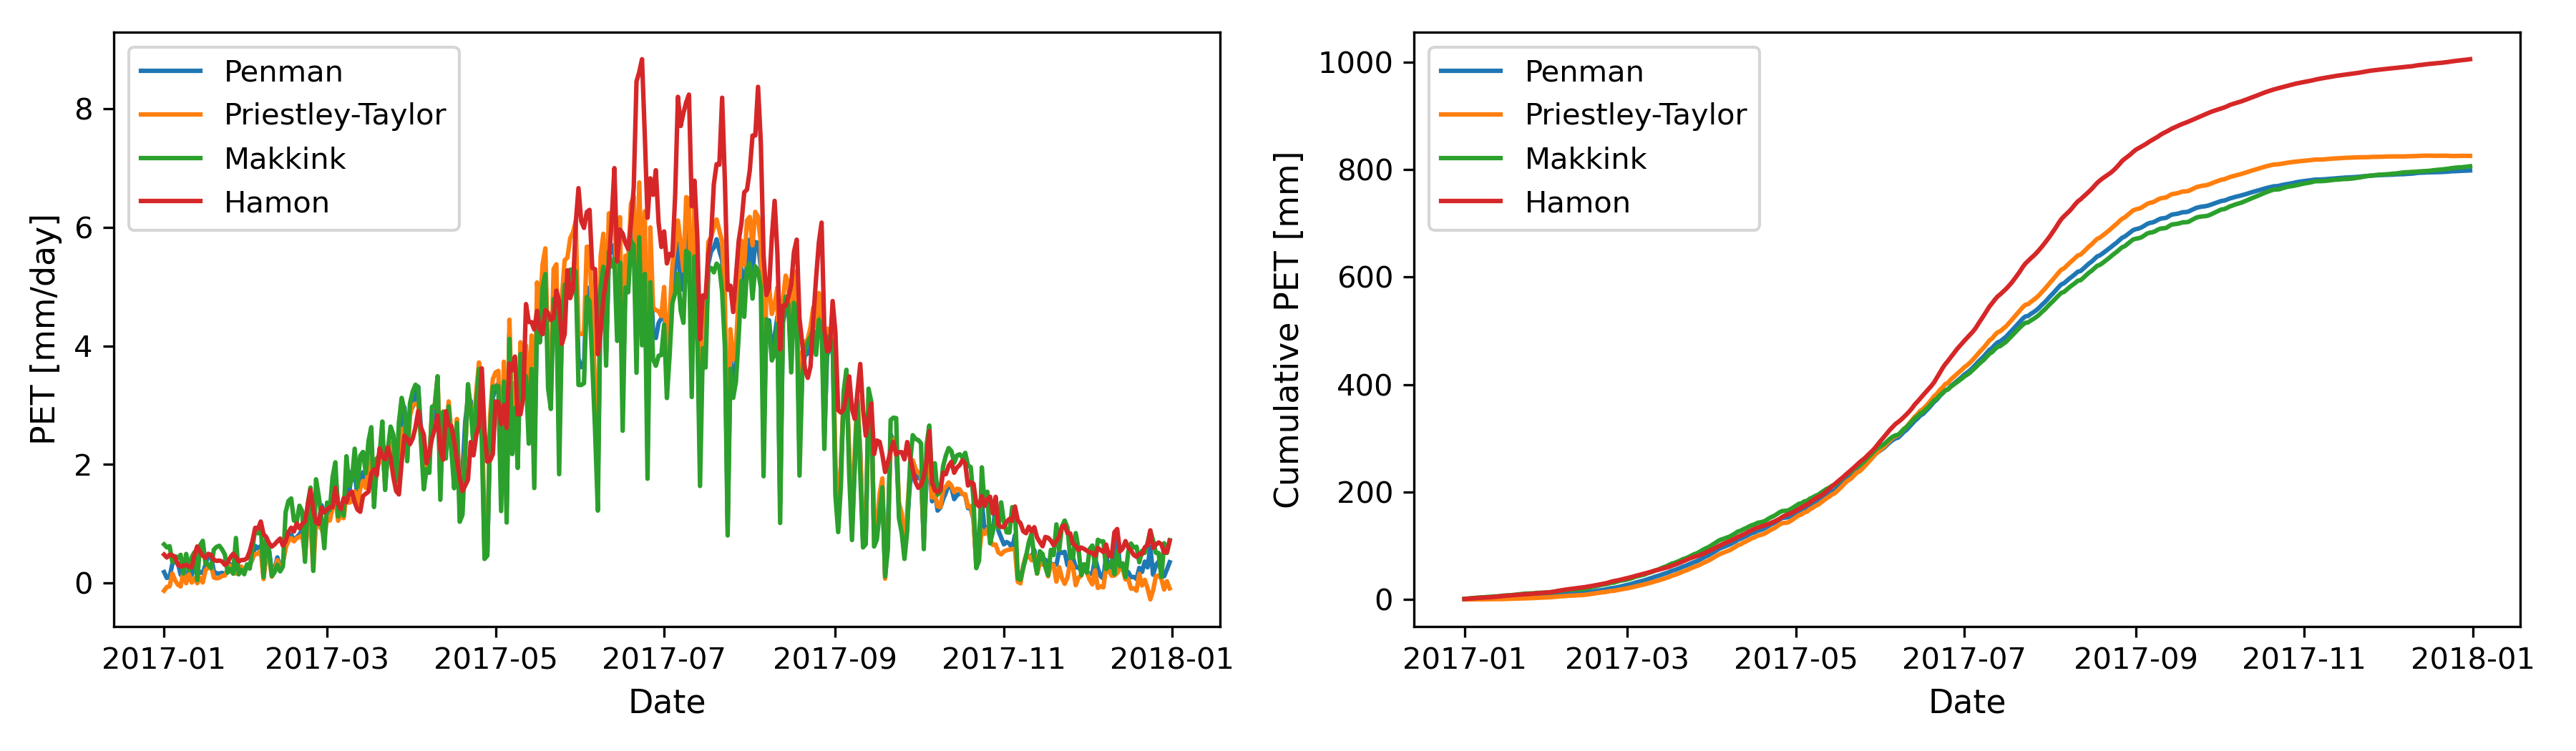 PET [mm/day]
8
6
4
2
0
Penman
Priestley-Taylor
Makkink
Hamon
2017-01 2017-03 2017-05 2017-07 2017-09 2017-11 2018-01
Date
Cumulative PET [mm]
1000
800
600
400
200
0
Penman
Priestley-Taylor
Makkink
Hamon
2017-01 2017-03 2017-05 2017-07 2017-09 2017-11 2018-01
Date